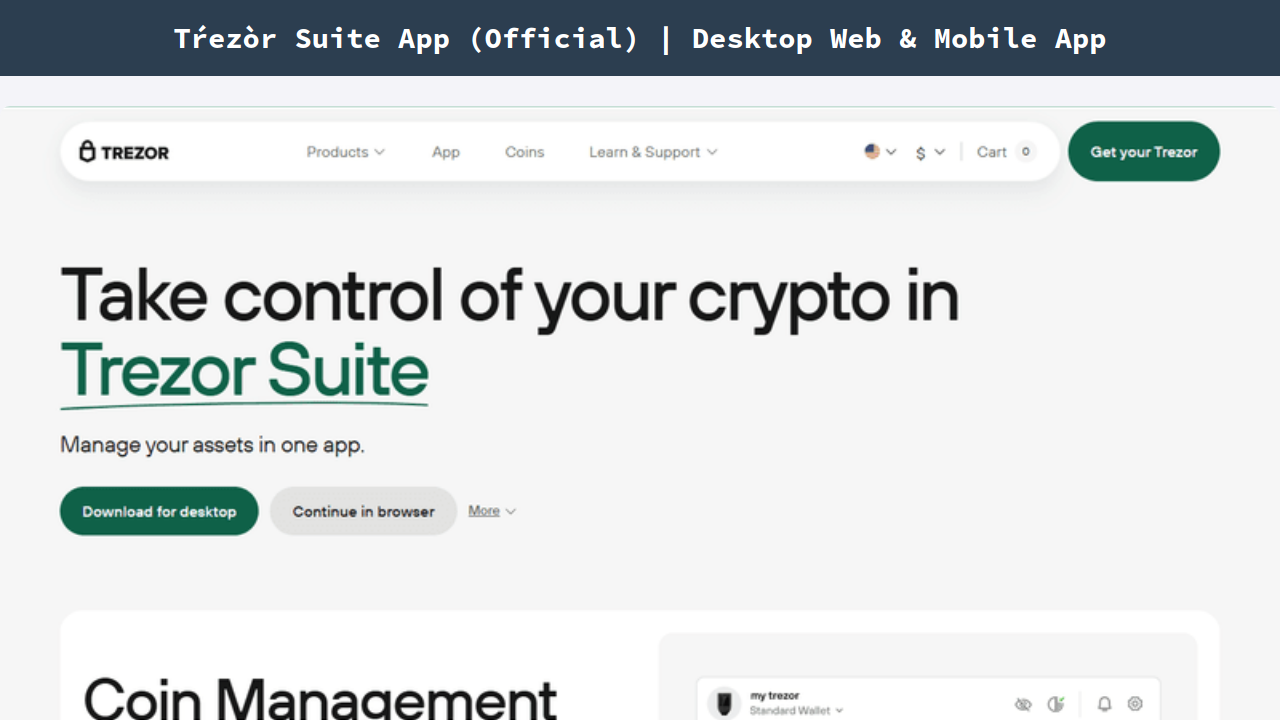 Tŕezòr Suite App (Official) | Desktop Web & Mobile App
TREZOR Products App Coins Learn & Support $ Cart 0 Get your Trezor
Take control of your crypto in
Trezor Suite
Manage your assets in one app.
Download for desktop Continue in browser More
Coin Management
my trezor
Standard Wallet